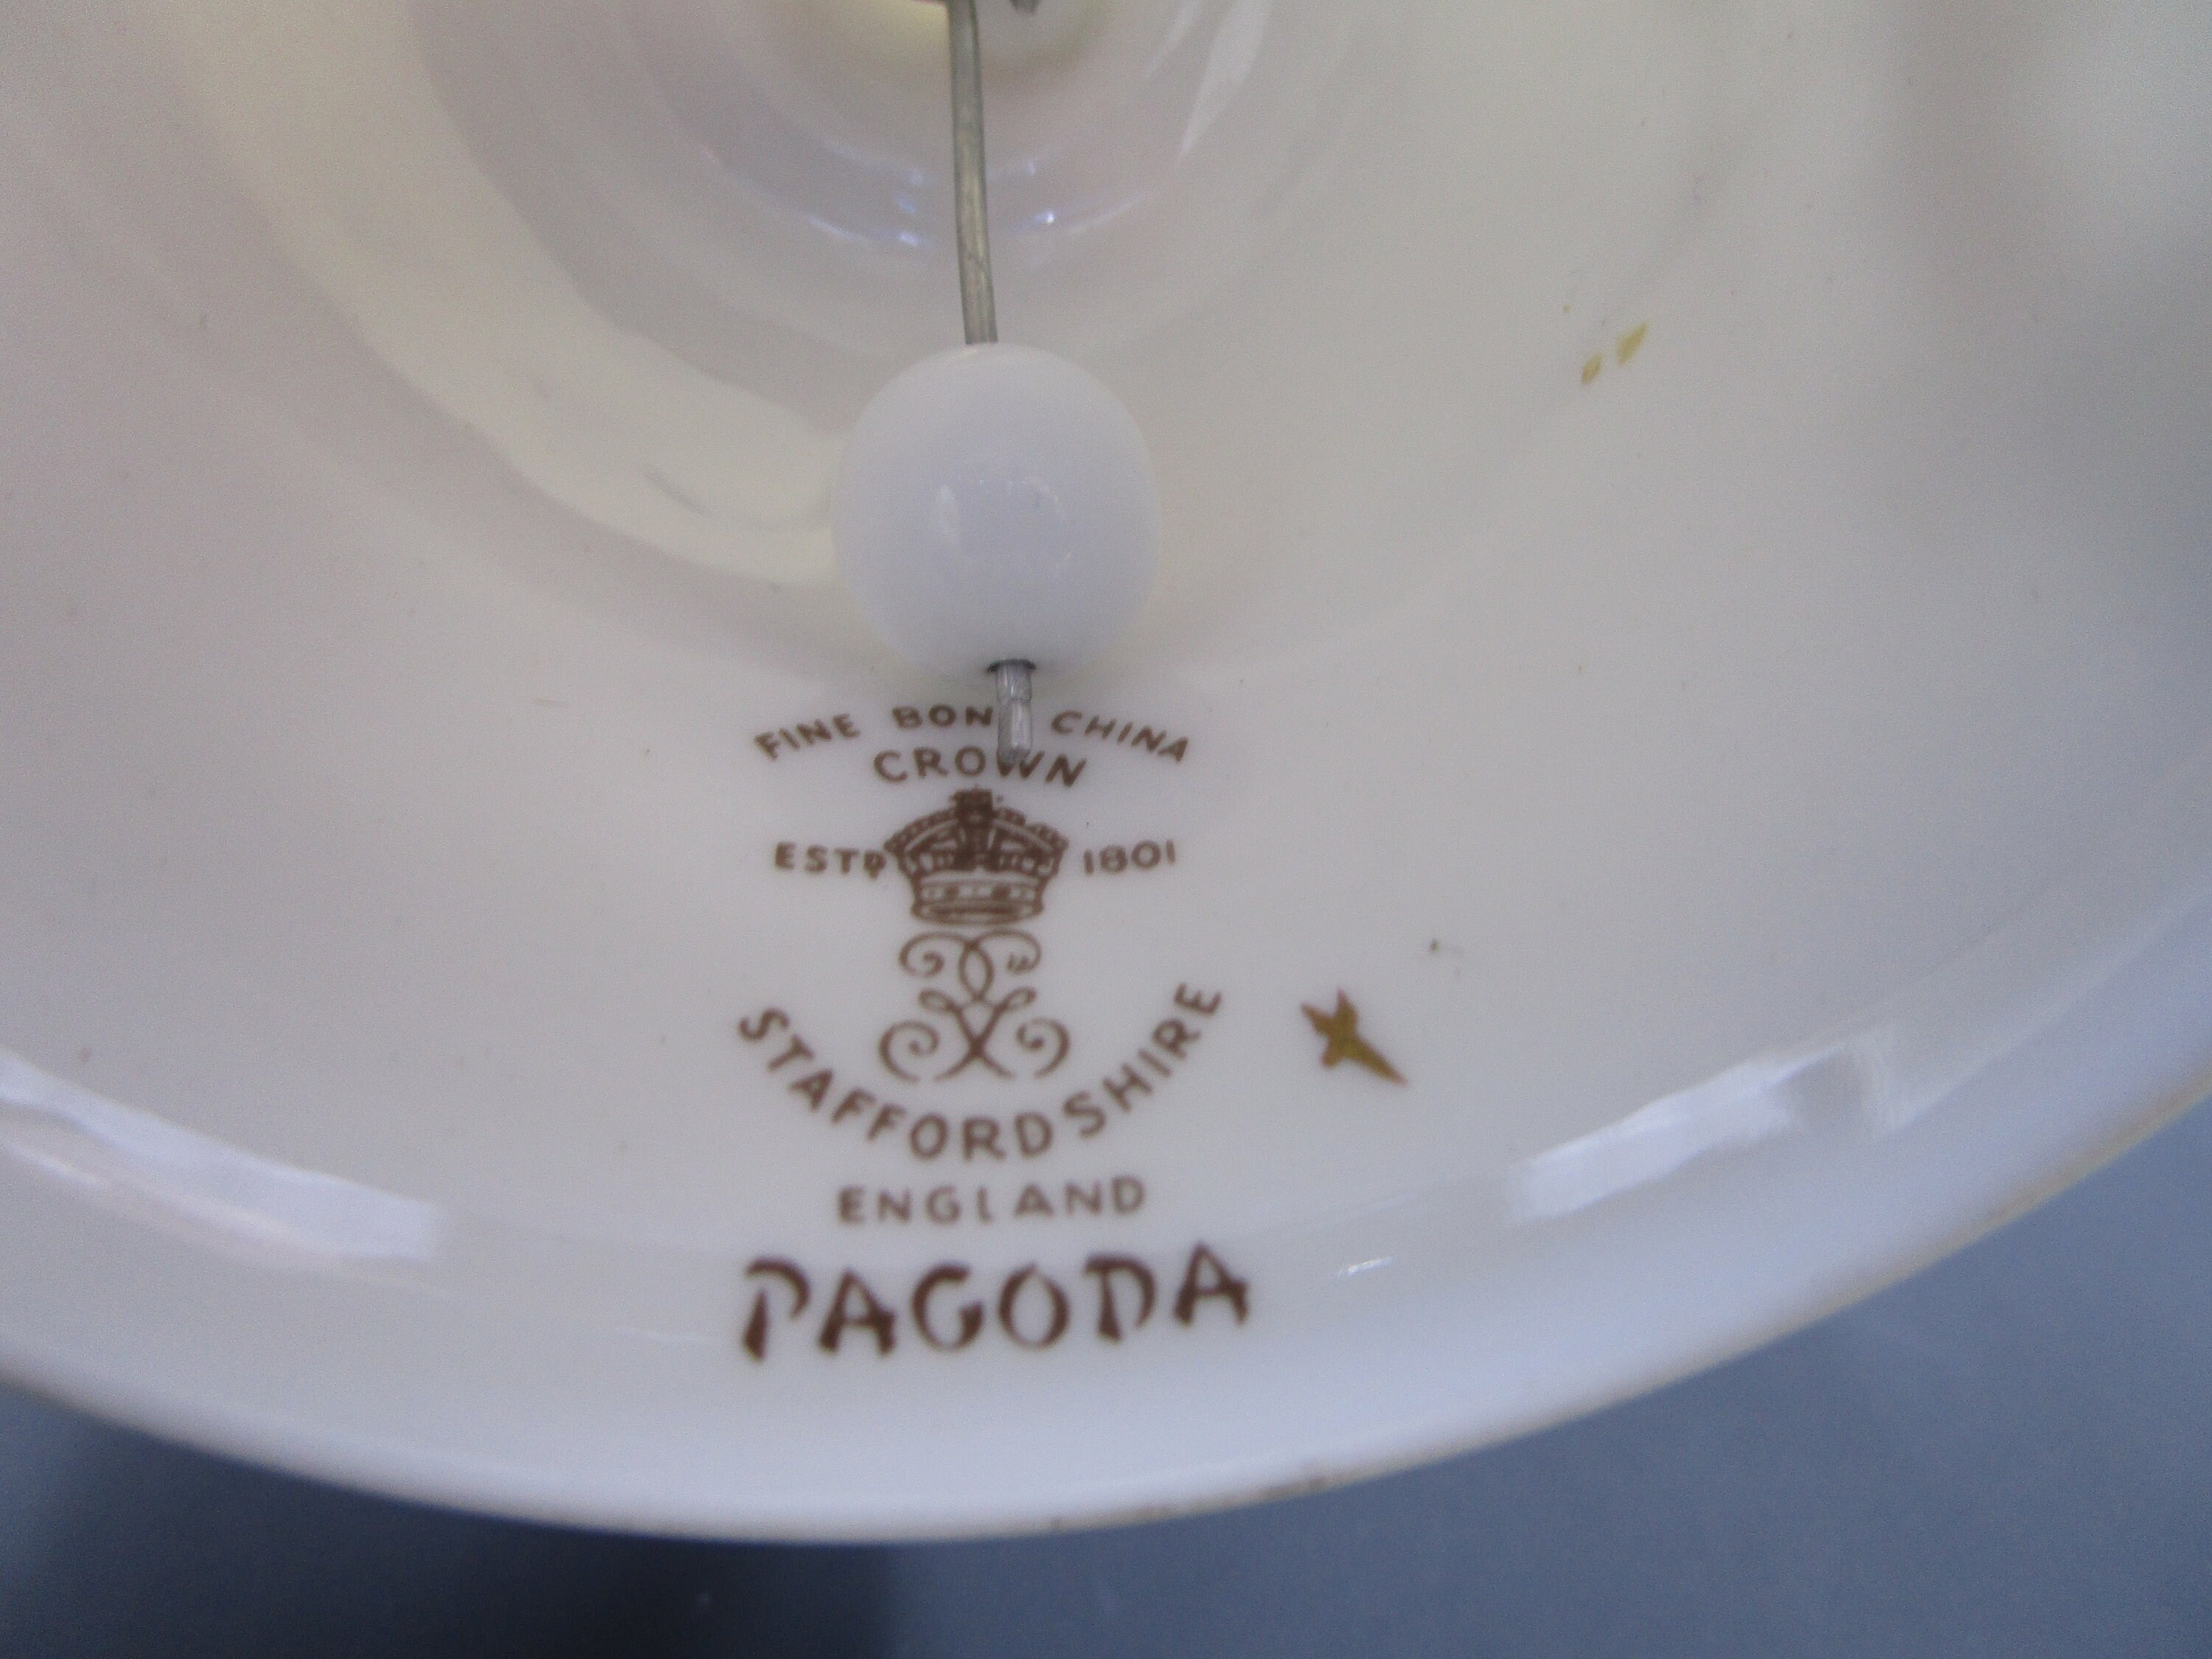 FINE BON CHINA
CROWN
ESTD 1801
STAFFORDSHIRE
ENGLAND
PAGODA